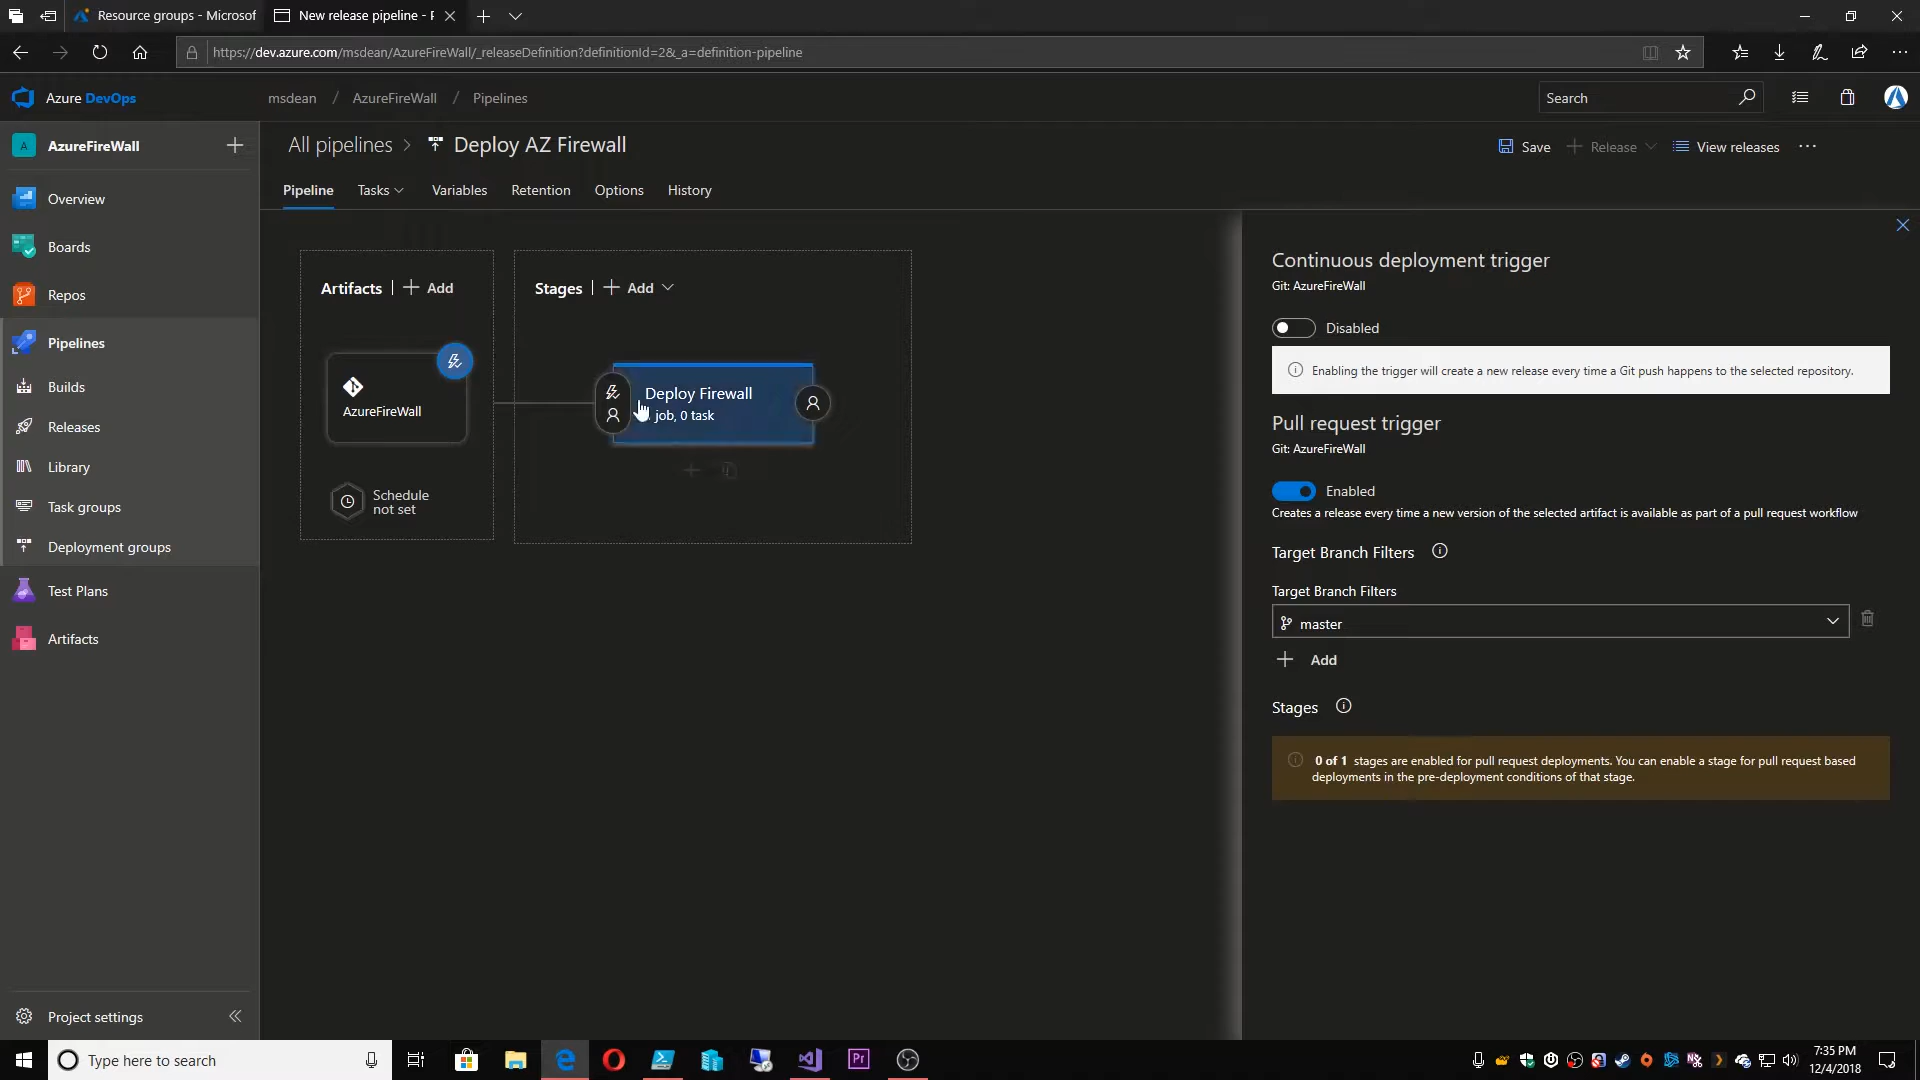 Resource groups - Microsof
New release pipeline - P
https://dev.azure.com/msdean/AzureFireWall/_releaseDefinition?definitionId=2&_a=definition-pipeline
Azure DevOps
msdean / AzureFireWall / Pipelines
Search
A
AzureFireWall
Overview
Boards
Repos
Pipelines
Builds
Releases
Library
Task groups
Deployment groups
Test Plans
Artifacts
Project settings
All pipelines > Deploy AZ Firewall
Save
Release
View releases
Pipeline
Tasks
Variables
Retention
Options
History
Artifacts | + Add
AzureFireWall
Schedule
not set
Stages | + Add
Deploy Firewall
job, 0 task
Continuous deployment trigger
Git: AzureFireWall
Disabled
Enabling the trigger will create a new release every time a Git push happens to the selected repository.
Pull request trigger
Git: AzureFireWall
Enabled
Creates a release every time a new version of the selected artifact is available as part of a pull request workflow
Target Branch Filters
Target Branch Filters
master
+ Add
Stages
0 of 1 stages are enabled for pull request deployments. You can enable a stage for pull request based
deployments in the pre-deployment conditions of that stage.
Type here to search
Pr
7:35 PM
12/4/2018